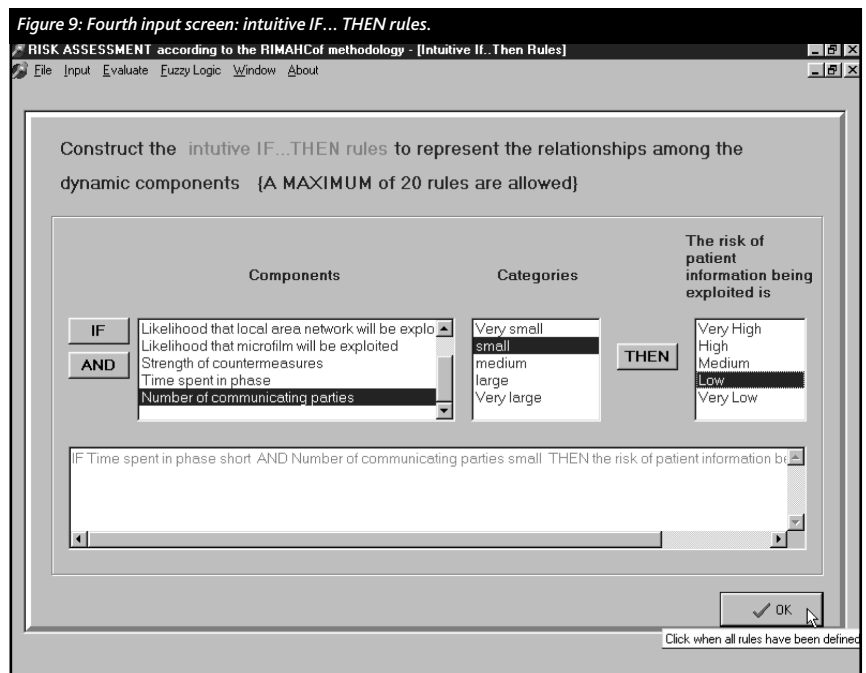 Figure 9: Fourth input screen: intuitive IF... THEN rules.
RISK ASSESSMENT according to the RIMAHCof methodology - [Intuitive If..Then Rules]
File Input Evaluate Fuzzy Logic Window About
Construct the intutive IF...THEN rules to represent the relationships among the
dynamic components {A MAXIMUM of 20 rules are allowed}
Components
Categories
The risk of
patient
information being
exploited is
IF
AND
Likelihood that local area network will be explo
Likelihood that microfilm will be exploited
Strength of countermeasures
Time spent in phase
Number of communicating parties
Very small
small
medium
large
Very large
THEN
Very High
High
Medium
Low
Very Low
IF Time spent in phase short AND Number of communicating parties small THEN the risk of patient information be
OK
Click when all rules have been defined